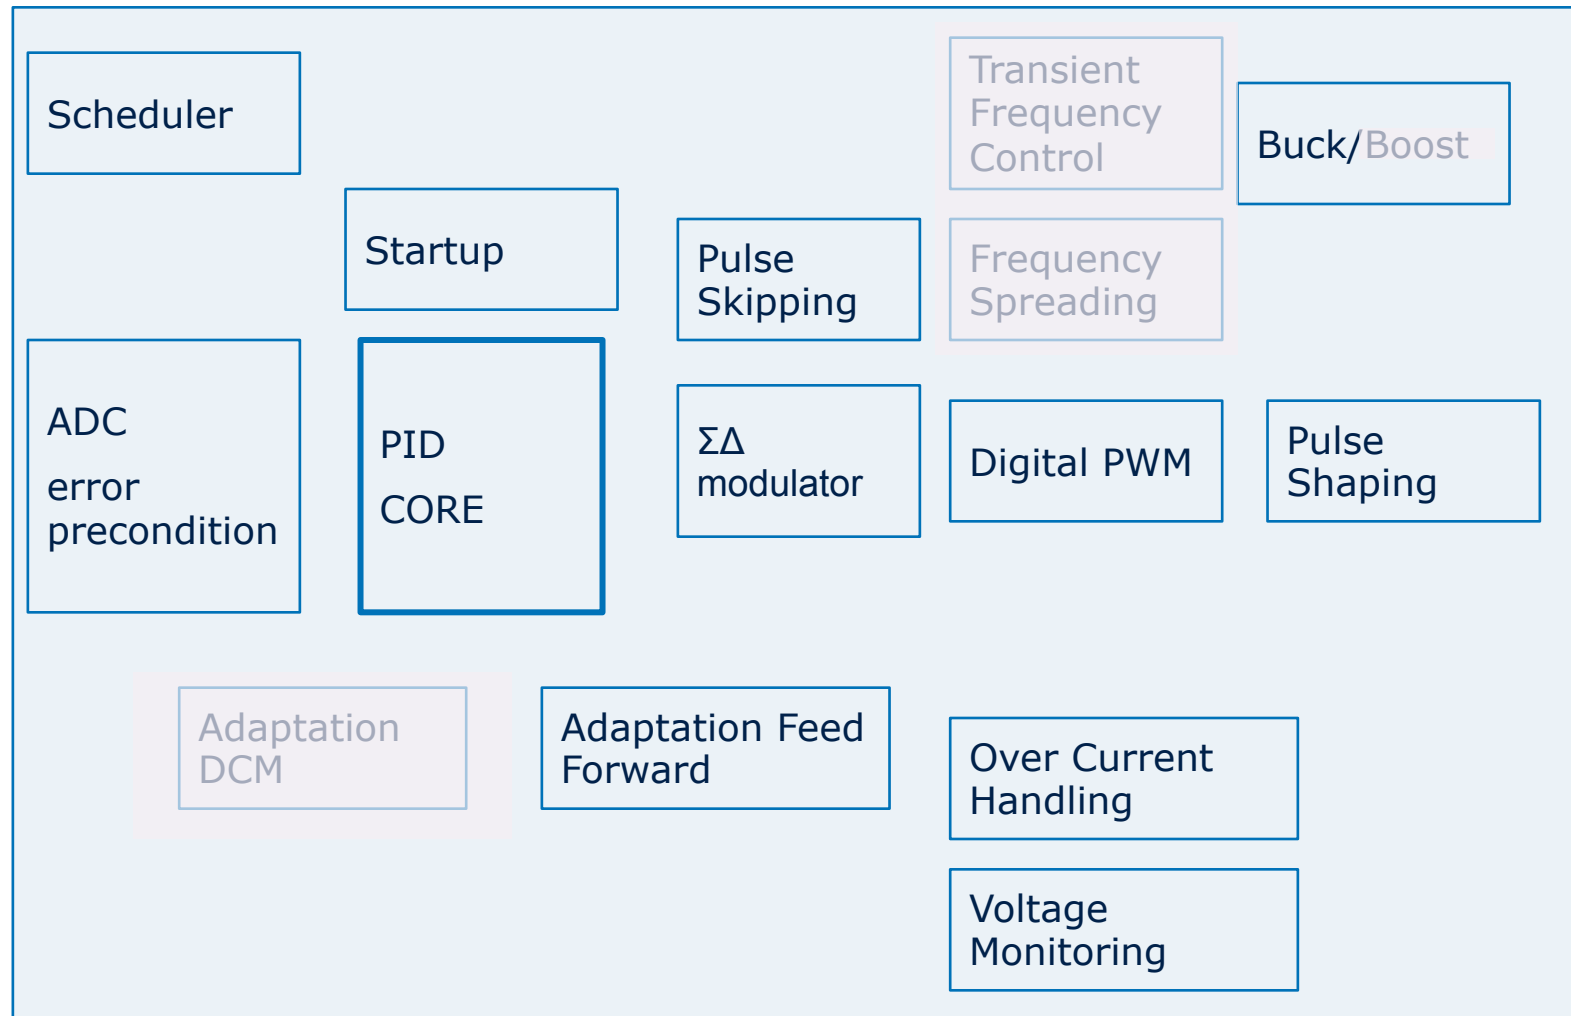 Scheduler
Transient
Frequency
Control
Buck/Boost
Startup
Pulse
Skipping
Frequency
Spreading
ADC
error
precondition
PID
CORE
ΣΔ
modulator
Digital PWM
Pulse
Shaping
Adaptation
DCM
Adaptation Feed
Forward
Over Current
Handling
Voltage
Monitoring